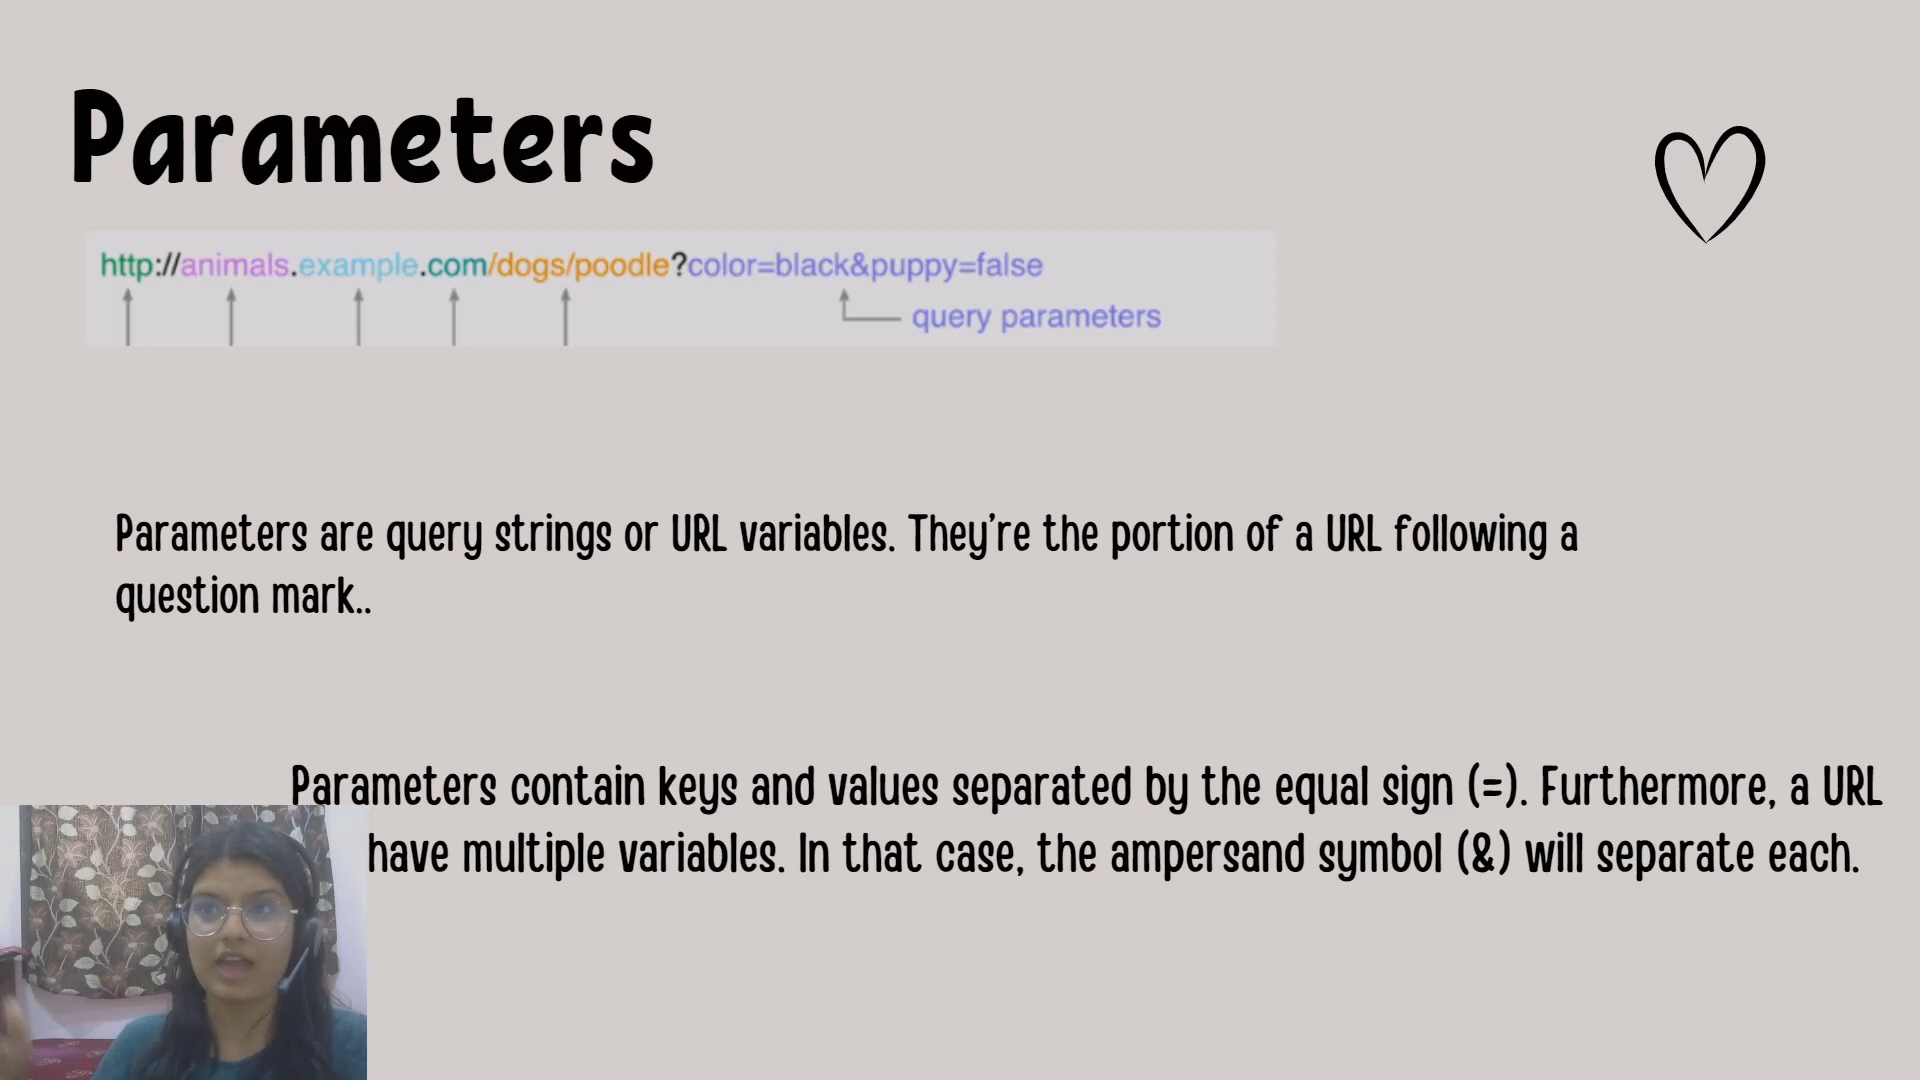 Parameters
http://animals.example.com/dogs/poodle?color=black&puppy=false
query parameters
Parameters are query strings or URL variables. They're the portion of a URL following a
question mark..
Parameters contain keys and values separated by the equal sign (=). Furthermore, a URL
have multiple variables. In that case, the ampersand symbol (&) will separate each.